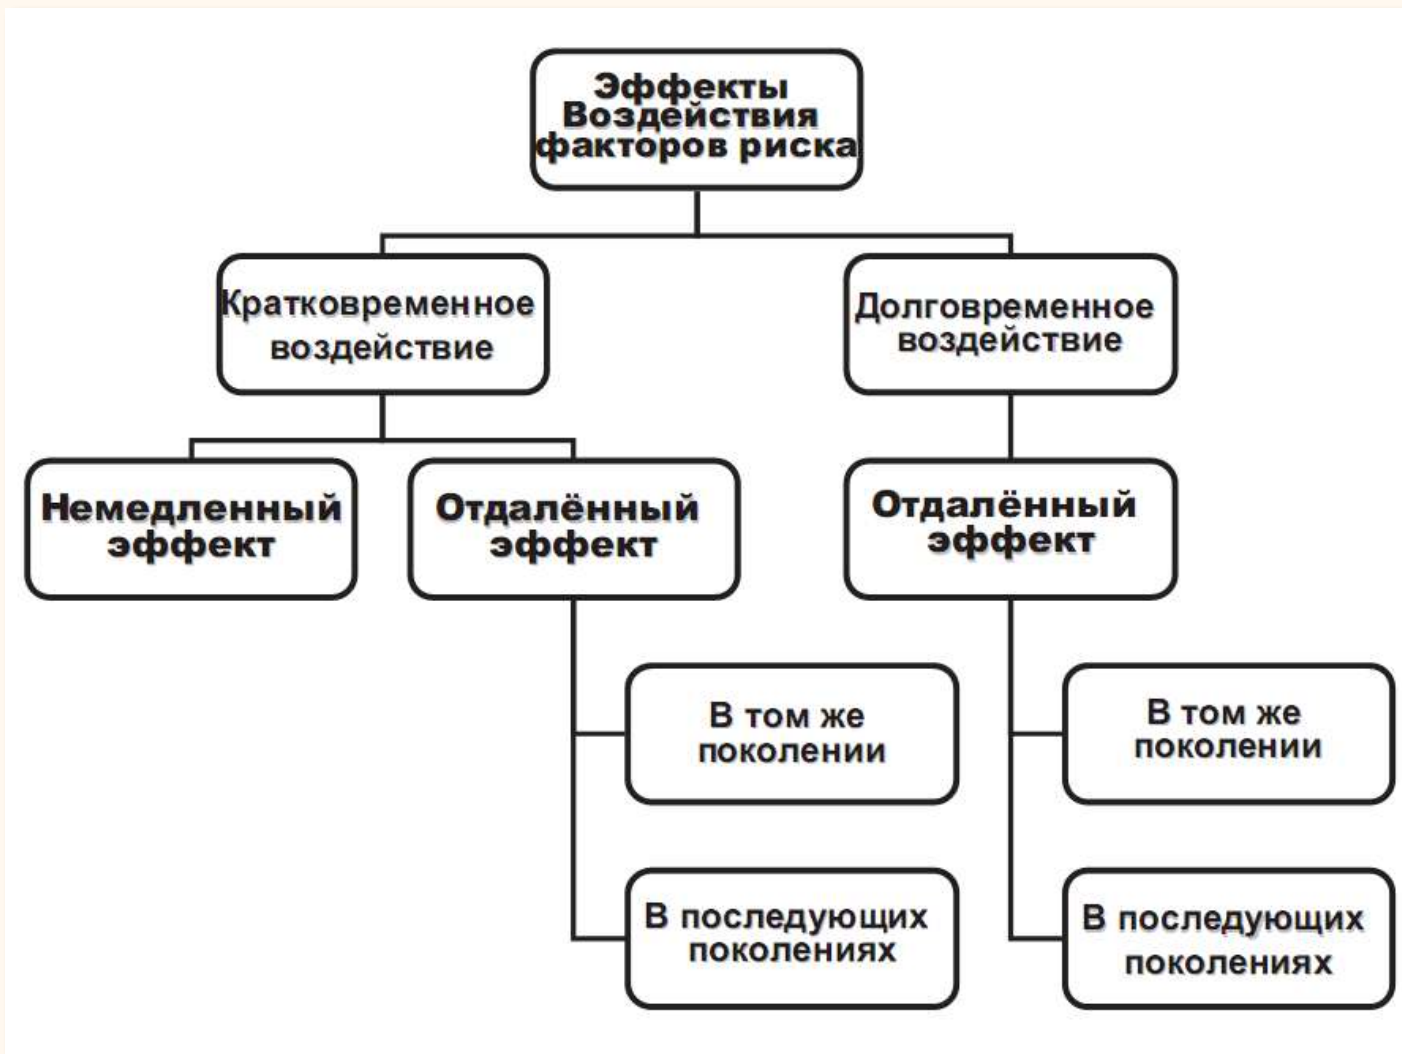 Эффекты
Воздействия
факторов риска
Кратковременное
воздействие
Долговременное
воздействие
Немедленный
эффект
Отдалённый
эффект
Отдалённый
эффект
В том же
поколении
В том же
поколении
В последующих
поколениях
В последующих
поколениях